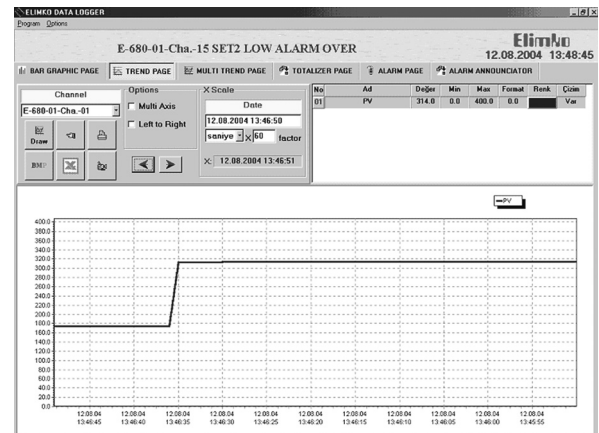 ELIMKO DATA LOGGER
Program Options
E-680-01-Cha.-15 SET2 LOW ALARM OVER
Elimko
12.08.2004 13:48:45
BAR GRAPHIC PAGE TREND PAGE MULTI TREND PAGE TOTALIZER PAGE ALARM PAGE ALARM ANNOUNCIATOR
Channel
E-680-01-Cha.-01
Draw
BMP
Options
Multi Axis
Left to Right
X Scale
Date
12.08.2004 13:46:50
saniye X 60 factor
X: 12.08.2004 13:46:51
No Ad Değer Min Max Format Renk Çizim
01 PV 314.0 0.0 400.0 0.0 Var
PV
400.0
380.0
360.0
340.0
320.0
300.0
280.0
260.0
240.0
220.0
200.0
180.0
160.0
140.0
120.0
100.0
80.0
60.0
40.0
20.0
0.0
12.08.04 12.08.04 12.08.04 12.08.04 12.08.04 12.08.04 12.08.04 12.08.04 12.08.04 12.08.04 12.08.04
13:46:45 13:46:40 13:46:35 13:46:30 13:46:25 13:46:20 13:46:15 13:46:10 13:46:05 13:46:00 13:45:55